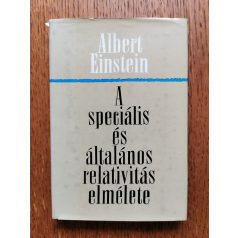 Albert
Einstein
A
speciális
és
általános
relativitás
elmélete